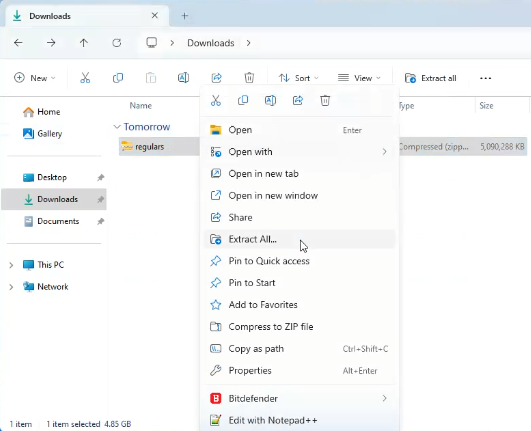 Downloads
Downloads
New
Sort
View
Extract all
Name
Type
Size
Home
Gallery
Desktop
Downloads
Documents
This PC
Network
Tomorrow
regulars
Compressed (zipp...
5,090,288 KB
Open Enter
Open with
Open in new tab
Open in new window
Share
Extract All...
Pin to Quick access
Pin to Start
Add to Favorites
Compress to ZIP file
Copy as path Ctrl+Shift+C
Properties Alt+Enter
Bitdefender
Edit with Notepad++
1 item 1 item selected 4.85 GB